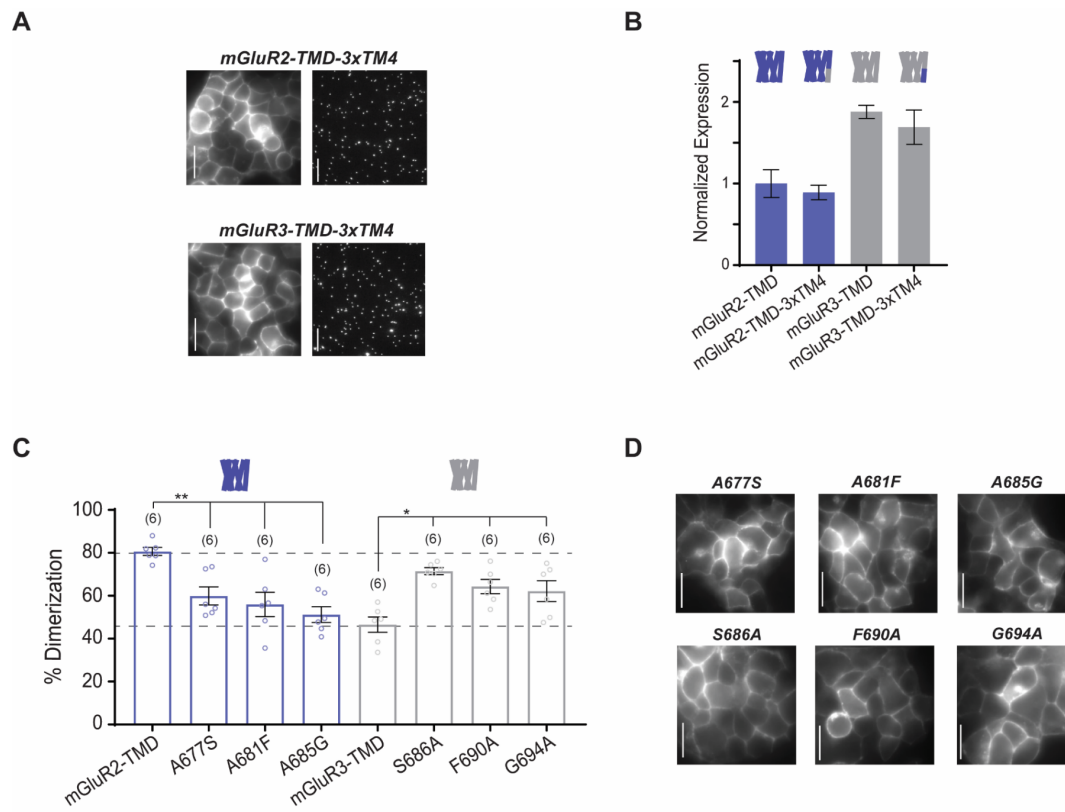 A
mGluR2-TMD-3xTM4
mGluR3-TMD-3xTM4
B
Normalized Expression
2
1
0
mGluR2-TMD
mGluR2-TMD-3xTM4
mGluR3-TMD
mGluR3-TMD-3xTM4
C
% Dimerization
100
80
60
40
20
0
**
*
(6)
(6)
(6)
(6)
(6)
(6)
(6)
(6)
mGluR2-TMD
A677S
A681F
A685G
mGluR3-TMD
S686A
F690A
G694A
D
A677S
A681F
A685G
S686A
F690A
G694A